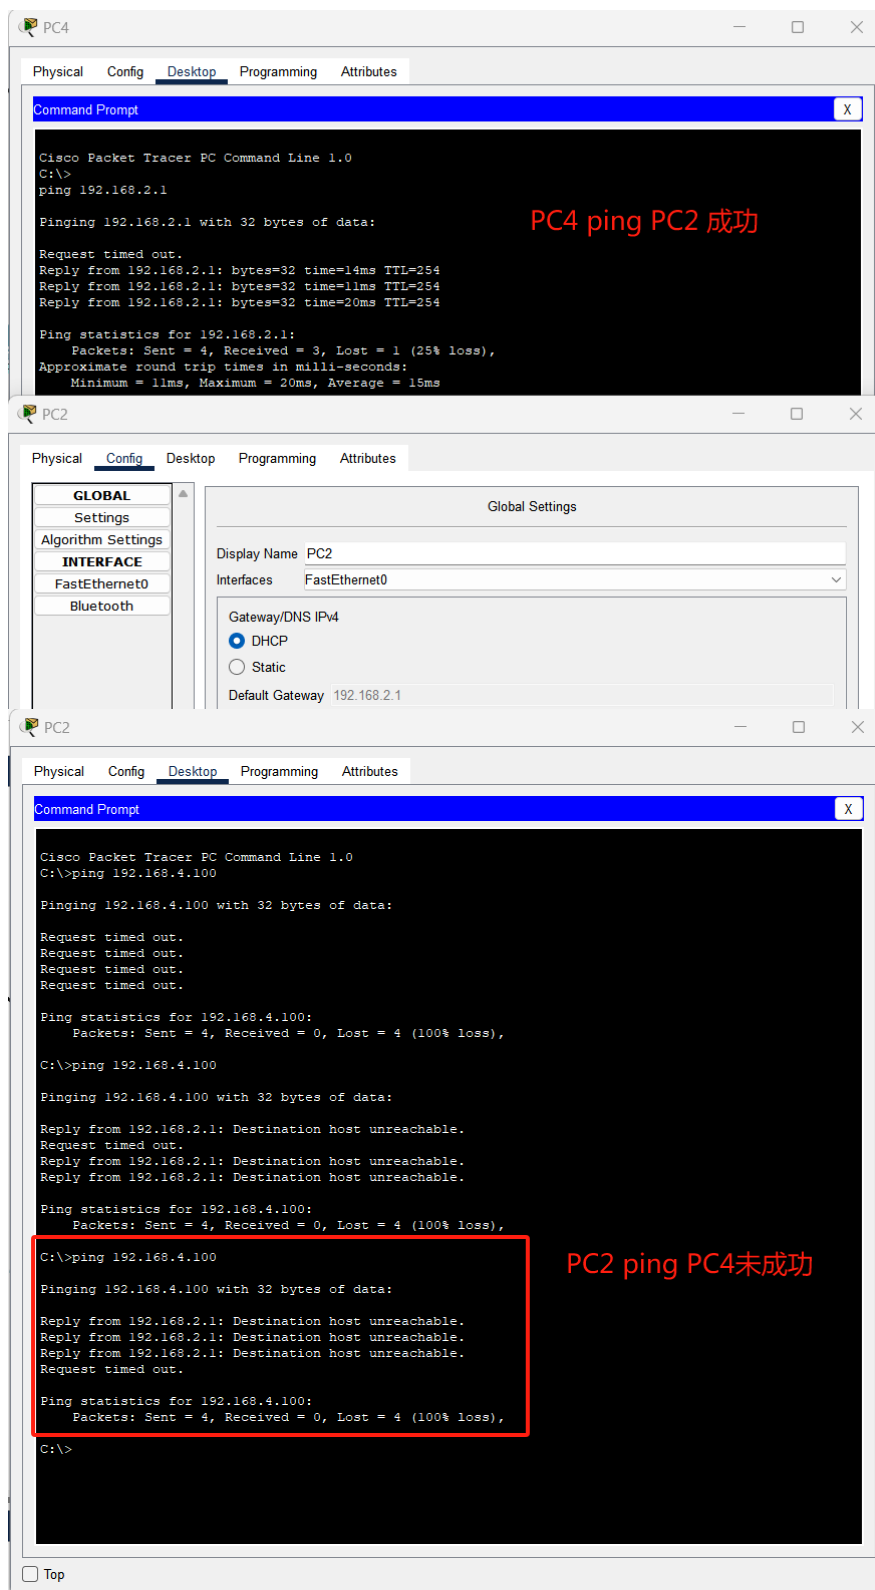 PC4
Physical Config Desktop Programming Attributes
Command Prompt X
Cisco Packet Tracer PC Command Line 1.0
C:\>
ping 192.168.2.1
Pinging 192.168.2.1 with 32 bytes of data:
PC4 ping PC2 成功
Request timed out.
Reply from 192.168.2.1: bytes=32 time=14ms TTL=254
Reply from 192.168.2.1: bytes=32 time=11ms TTL=254
Reply from 192.168.2.1: bytes=32 time=20ms TTL=254
Ping statistics for 192.168.2.1:
Packets: Sent = 4, Received = 3, Lost = 1 (25% loss),
Approximate round trip times in milli-seconds:
Minimum = 11ms, Maximum = 20ms, Average = 15ms
PC2
Physical Config Desktop Programming Attributes
GLOBAL
Settings
Algorithm Settings
INTERFACE
FastEthernet0
Bluetooth
Global Settings
Display Name PC2
Interfaces FastEthernet0
Gateway/DNS IPv4
DHCP
Static
Default Gateway 192.168.2.1
PC2
Physical Config Desktop Programming Attributes
Command Prompt X
Cisco Packet Tracer PC Command Line 1.0
C:\>ping 192.168.4.100
Pinging 192.168.4.100 with 32 bytes of data:
Request timed out.
Request timed out.
Request timed out.
Request timed out.
Ping statistics for 192.168.4.100:
Packets: Sent = 4, Received = 0, Lost = 4 (100% loss),
C:\>ping 192.168.4.100
Pinging 192.168.4.100 with 32 bytes of data:
Reply from 192.168.2.1: Destination host unreachable.
Request timed out.
Reply from 192.168.2.1: Destination host unreachable.
Reply from 192.168.2.1: Destination host unreachable.
Ping statistics for 192.168.4.100:
Packets: Sent = 4, Received = 0, Lost = 4 (100% loss),
C:\>ping 192.168.4.100
PC2 ping PC4未成功
Pinging 192.168.4.100 with 32 bytes of data:
Reply from 192.168.2.1: Destination host unreachable.
Reply from 192.168.2.1: Destination host unreachable.
Reply from 192.168.2.1: Destination host unreachable.
Request timed out.
Ping statistics for 192.168.4.100:
Packets: Sent = 4, Received = 0, Lost = 4 (100% loss),
C:\>
Top